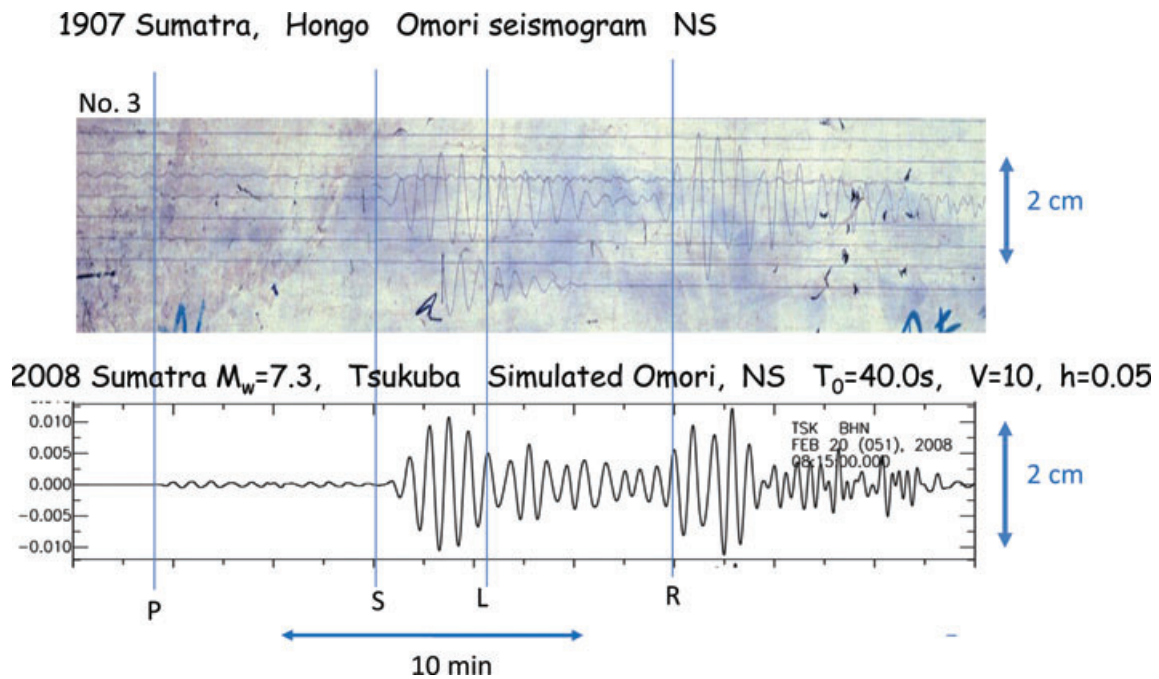 1907 Sumatra, Hongo Omori seismogram NS
No. 3
2 cm
2008 Sumatra Mw=7.3, Tsukuba Simulated Omori, NS T0=40.0s, V=10, h=0.05
0.010
0.005
0.000
−0.005
−0.010
TSK BHN
FEB 20 (051), 2008
08:15:00.000
2 cm
P S L R
10 min